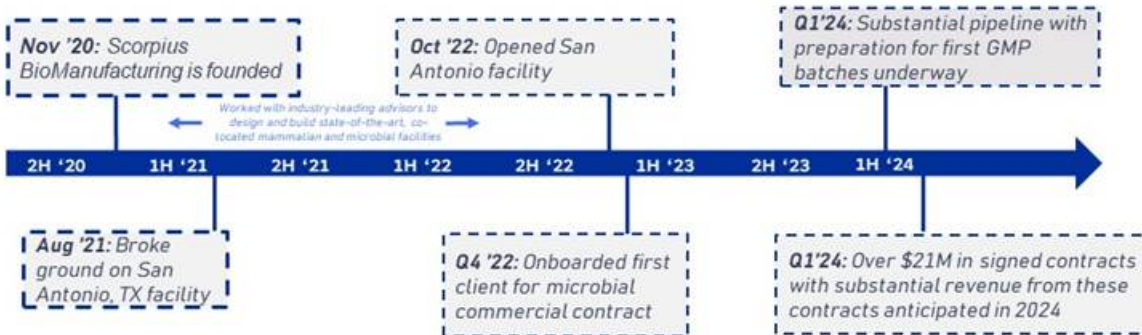 Nov '20: Scorpius
BioManufacturing is founded
Oct '22: Opened San
Antonio facility
Q1'24: Substantial pipeline with
preparation for first GMP
batches underway
Worked with industry-leading advisors to
design and build state-of-the-art, co-
located mammalian and microbial facilities
2H '20 1H '21 2H '21 1H '22 2H '22 1H '23 2H '23 1H '24
Aug '21: Broke
ground on San
Antonio, TX facility
Q4 '22: Onboarded first
client for microbial
commercial contract
Q1'24: Over $21M in signed contracts
with substantial revenue from these
contracts anticipated in 2024